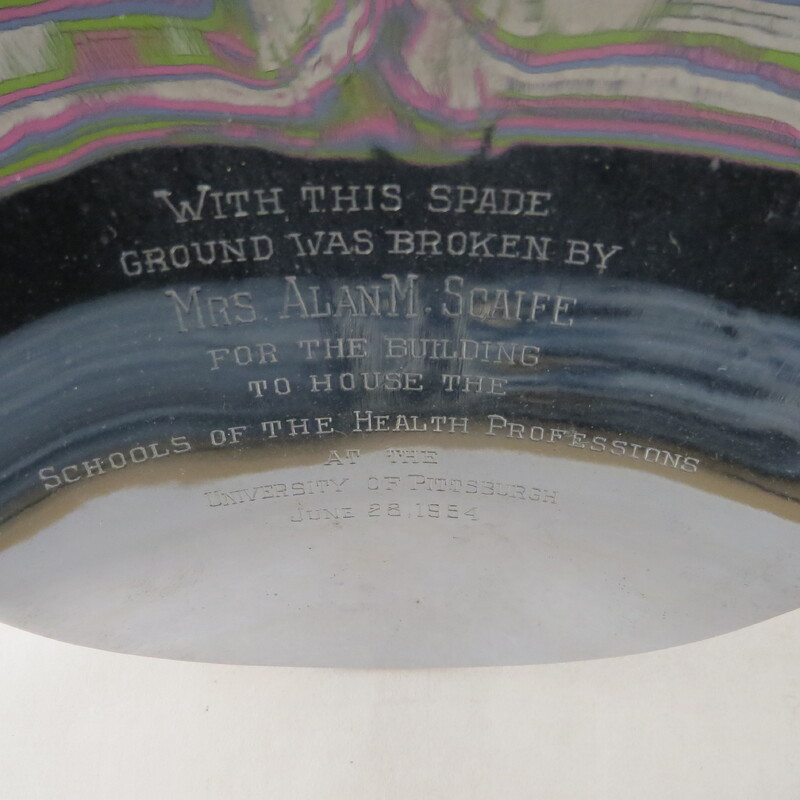 WITH THIS SPADE
GROUND WAS BROKEN BY
MRS ALAN M. SCAIFE
FOR THE BUILDING
TO HOUSE THE
SCHOOLS OF THE HEALTH PROFESSIONS
AT THE
UNIVERSITY OF PITTSBURGH
JUNE 28, 1954